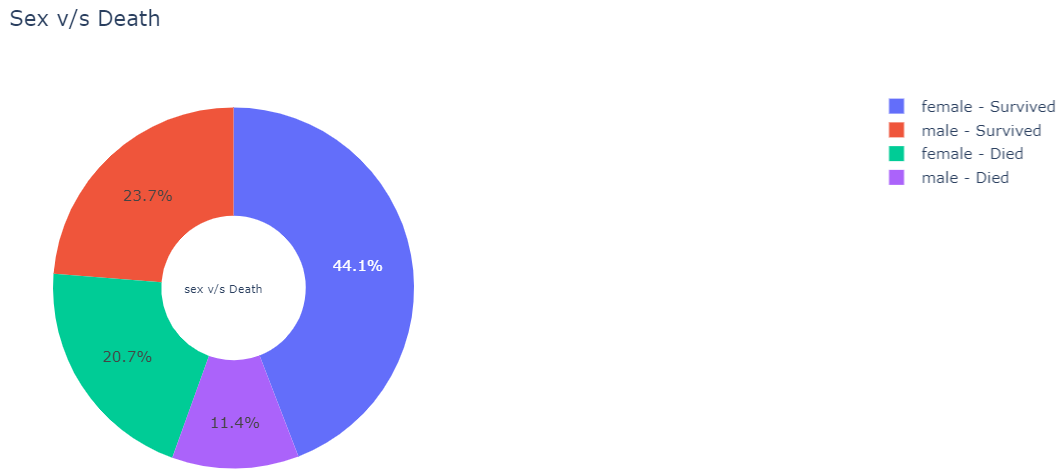 Sex v/s Death
female - Survived
male - Survived
female - Died
male - Died
23.7%
44.1%
sex v/s Death
20.7%
11.4%